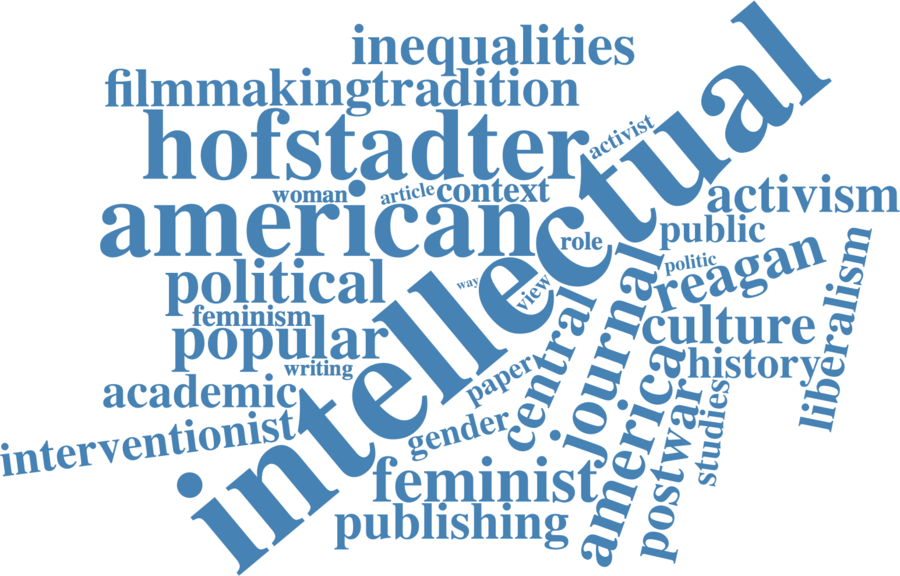 inequalities
filmmakingtradition
hofstadter
activist
intellectual
woman
article
context
american
activism
role
public
political
way
view
politic
reagan
feminism
popular
central
journal
culture
liberalism
writing
history
academic
paper
america
interventionist
gender
postwar
studies
feminist
publishing